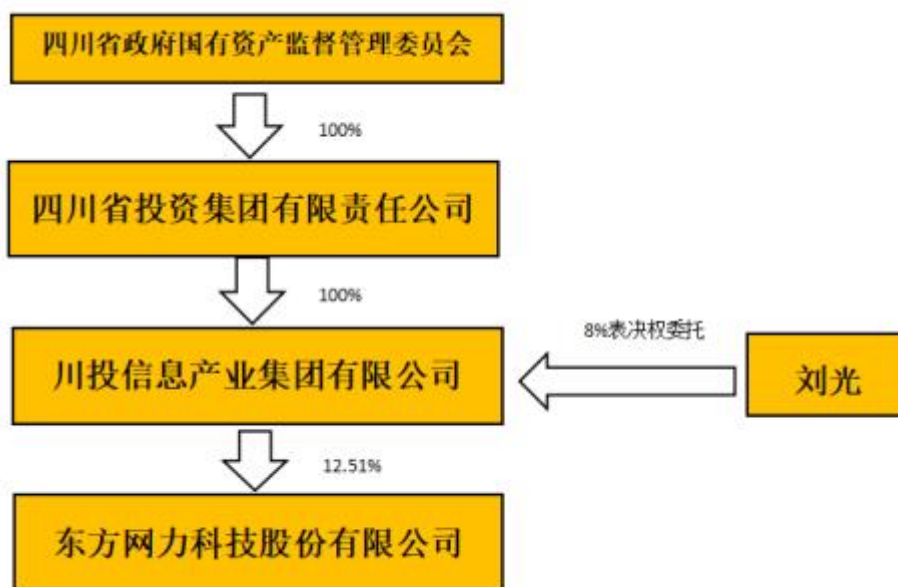 四川省政府国有资产监督管理委员会
100%
四川省投资集团有限责任公司
100%
8%表决权委托
川投信息产业集团有限公司
刘光
12.51%
东方网力科技股份有限公司